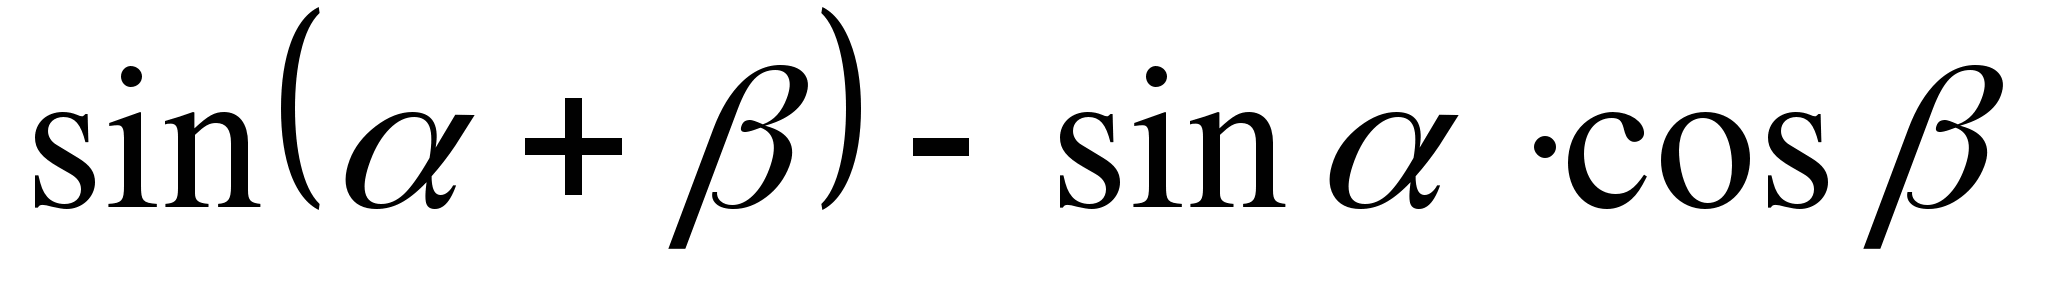 sin(α + β) - sin α ·cos β